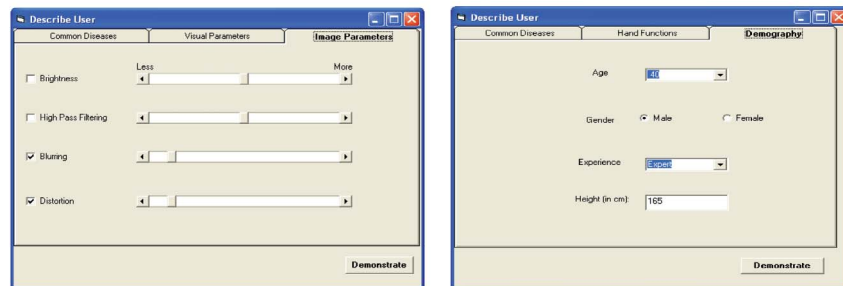 Describe User
Common Diseases Visual Parameters Image Parameters
Less More
Brightness
High Pass Filtering
Blurring
Distortion
Demonstrate
Describe User
Common Diseases Hand Functions Demography
Age 40
Gender Male Female
Experience Expert
Height (in cm): 165
Demonstrate